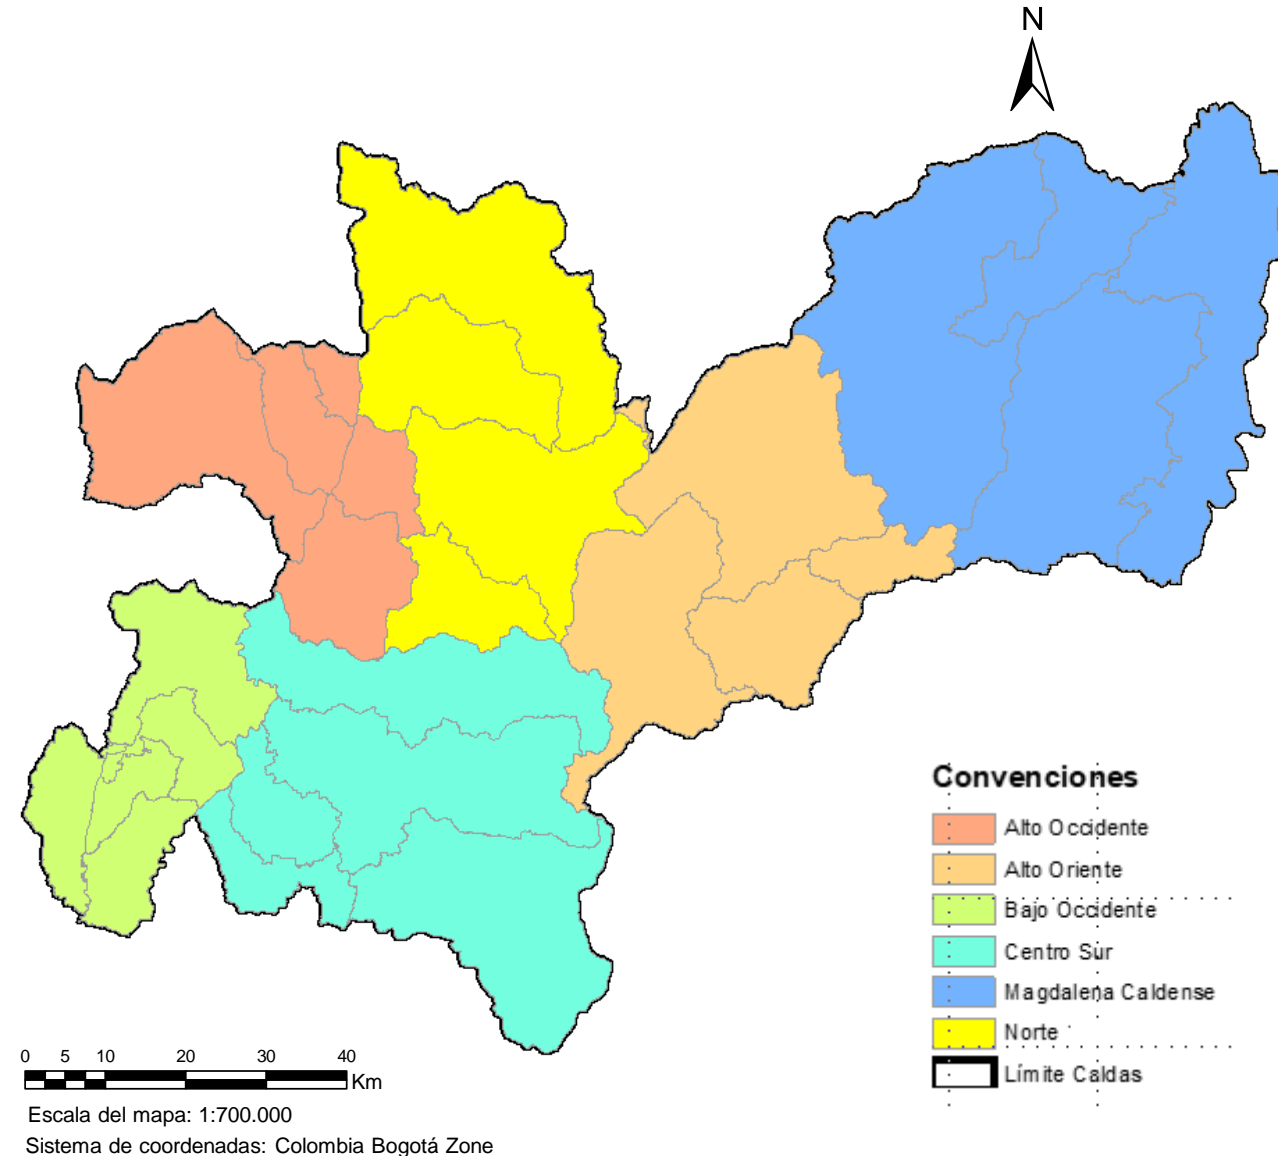 N
Convenciones
Alto Occidente
Alto Oriente
Bajo Occidente
Centro Sur
Magdalena Caldense
Norte
Límite Caldas
0 5 10 20 30 40
Km
Escala del mapa: 1:700.000
Sistema de coordenadas: Colombia Bogotá Zone